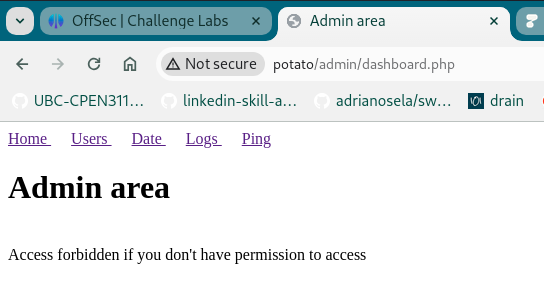 OffSec | Challenge Labs
Admin area
Not secure potato/admin/dashboard.php
UBC-CPEN311... linkedin-skill-a... adrianosela/sw... drain
Home Users Date Logs Ping
Admin area
Access forbidden if you don't have permission to access